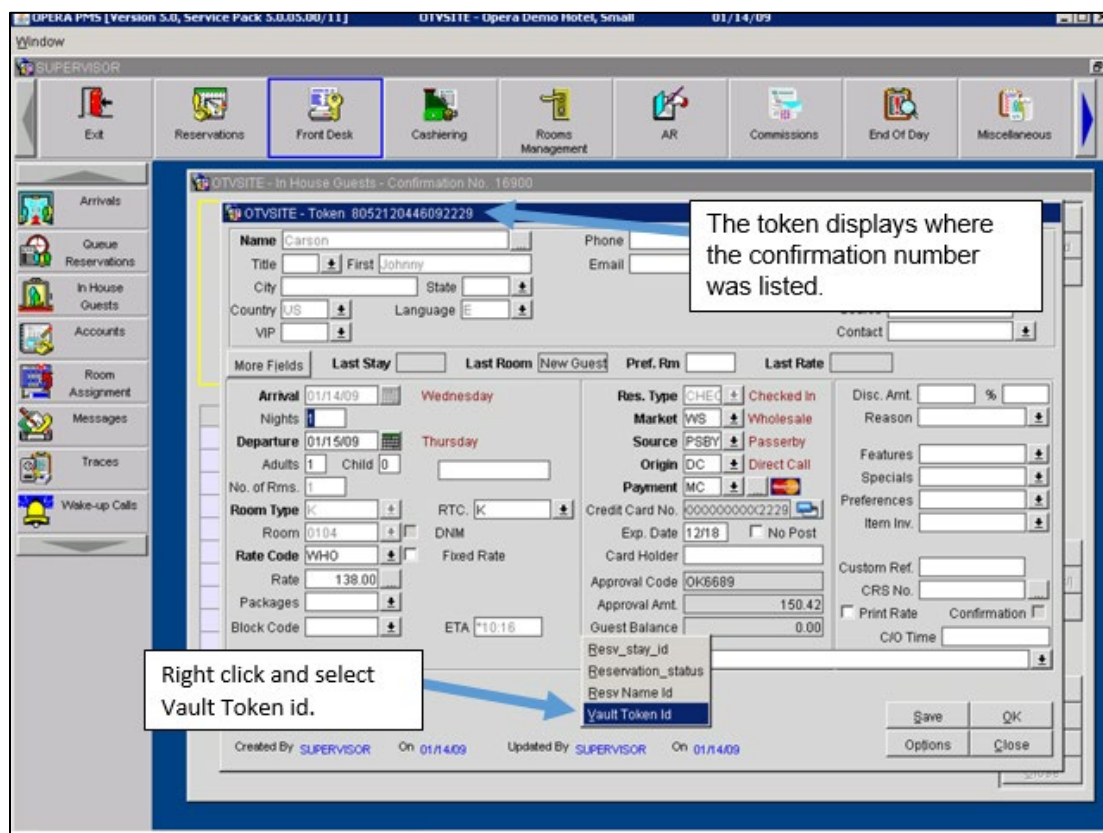 OPERA PMS [Version 5.0, Service Pack 5.0.05.00/11] OTVSITE - Opera Demo Hotel, Small 01/14/09
Window
SUPERVISOR
Exit Reservations Front Desk Cashiering Rooms Management AR Commissions End Of Day Miscellaneous
Arrivals
Queue Reservations
In House Guests
Accounts
Room Assignment
Messages
Traces
Wake-up Calls
OTVSITE - In House Guests - Confirmation No. 16900
OTVSITE - Token 8052120446092229
The token displays where
the confirmation number
was listed.
Name Carson Phone
Title First Johnny Email
City State
Country US Language E
VIP Contact
More Fields Last Stay Last Room New Guest Pref. Rm Last Rate
Arrival 01/14/09 Wednesday Res. Type CHEC Checked In Disc. Amt. %
Nights 1 Market WS Wholesale Reason
Departure 01/15/09 Thursday Source PSBY Passerby
Adults 1 Child 0 Origin DC Direct Call Features
No. of Rms. 1 Payment MC Specials
Room Type K RTC. K Credit Card No. 2229 Preferences
Room 0104 DNM Exp. Date 12/18 No Post Item Inv.
Rate Code WHO Fixed Rate Card Holder
Rate 138.00 Approval Code OK6689 Custom Ref.
Packages Approval Amt. 150.42 CRS No.
Block Code ETA *10:16 Guest Balance 0.00 Print Rate Confirmation
C/O Time
Resv_stay_id
Reservation_status
Resv Name Id
Vault Token Id
Right click and select
Vault Token id.
Save OK
Options Close
Created By SUPERVISOR On 01/14/09 Updated By SUPERVISOR On 01/14/09